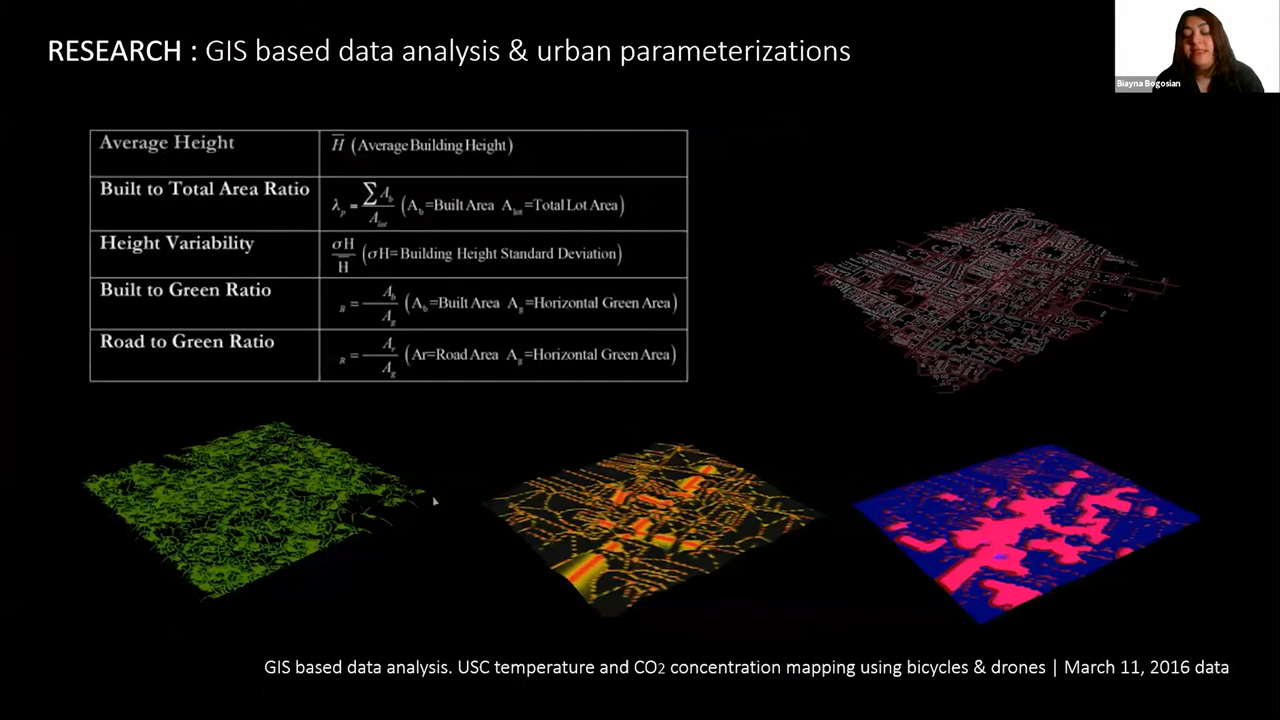 RESEARCH : GIS based data analysis & urban parameterizations
Biayna Bogosian
Average Height
H̅ (Average Building Height)
Built to Total Area Ratio
λp = ∑Ab / Alot (Ab=Built Area Alot=Total Lot Area)
Height Variability
σH / H̅ (σH=Building Height Standard Deviation)
Built to Green Ratio
R = Ab / Ag (Ab=Built Area Ag=Horizontal Green Area)
Road to Green Ratio
R = Ar / Ag (Ar=Road Area Ag=Horizontal Green Area)
GIS based data analysis. USC temperature and CO2 concentration mapping using bicycles & drones | March 11, 2016 data